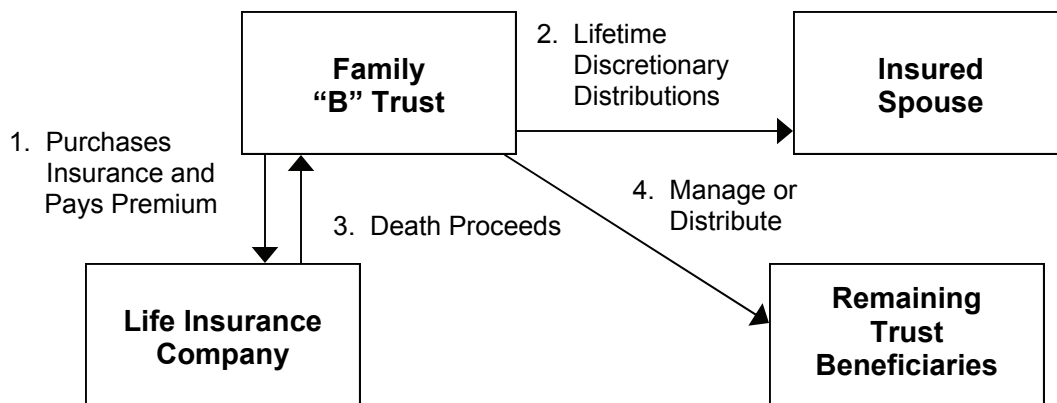 Family
“B” Trust
2. Lifetime
Discretionary
Distributions
Insured
Spouse
1. Purchases
Insurance and
Pays Premium
3. Death Proceeds
4. Manage or
Distribute
Life Insurance
Company
Remaining
Trust
Beneficiaries